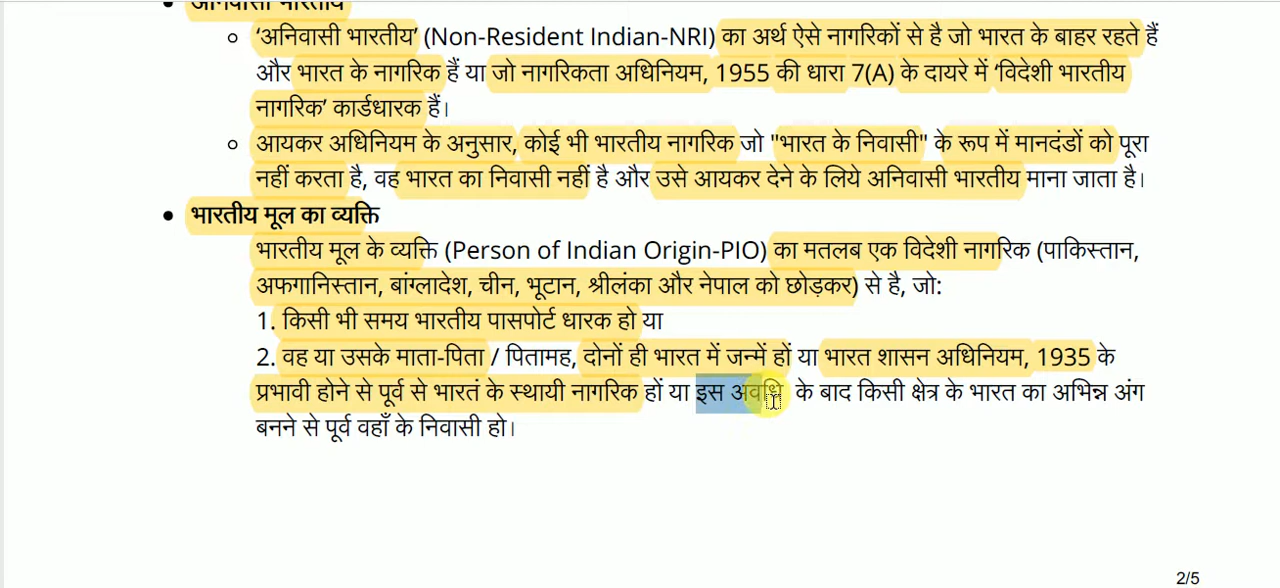 अनिवासी भारतीय
‘अनिवासी भारतीय’ (Non-Resident Indian-NRI) का अर्थ ऐसे नागरिकों से है जो भारत के बाहर रहते हैं
और भारत के नागरिक हैं या जो नागरिकता अधिनियम, 1955 की धारा 7(A) के दायरे में ‘विदेशी भारतीय
नागरिक’ कार्डधारक हैं।
आयकर अधिनियम के अनुसार, कोई भी भारतीय नागरिक जो "भारत के निवासी" के रूप में मानदंडों को पूरा
नहीं करता है, वह भारत का निवासी नहीं है और उसे आयकर देने के लिये अनिवासी भारतीय माना जाता है।
भारतीय मूल का व्यक्ति
भारतीय मूल के व्यक्ति (Person of Indian Origin-PIO) का मतलब एक विदेशी नागरिक (पाकिस्तान,
अफगानिस्तान, बांग्लादेश, चीन, भूटान, श्रीलंका और नेपाल को छोड़कर) से है, जो:
1. किसी भी समय भारतीय पासपोर्ट धारक हो या
2. वह या उसके माता-पिता / पितामह, दोनों ही भारत में जन्में हों या भारत शासन अधिनियम, 1935 के
प्रभावी होने से पूर्व से भारतं के स्थायी नागरिक हों या इस अवधि के बाद किसी क्षेत्र के भारत का अभिन्न अंग
बनने से पूर्व वहाँ के निवासी हो।
2/5